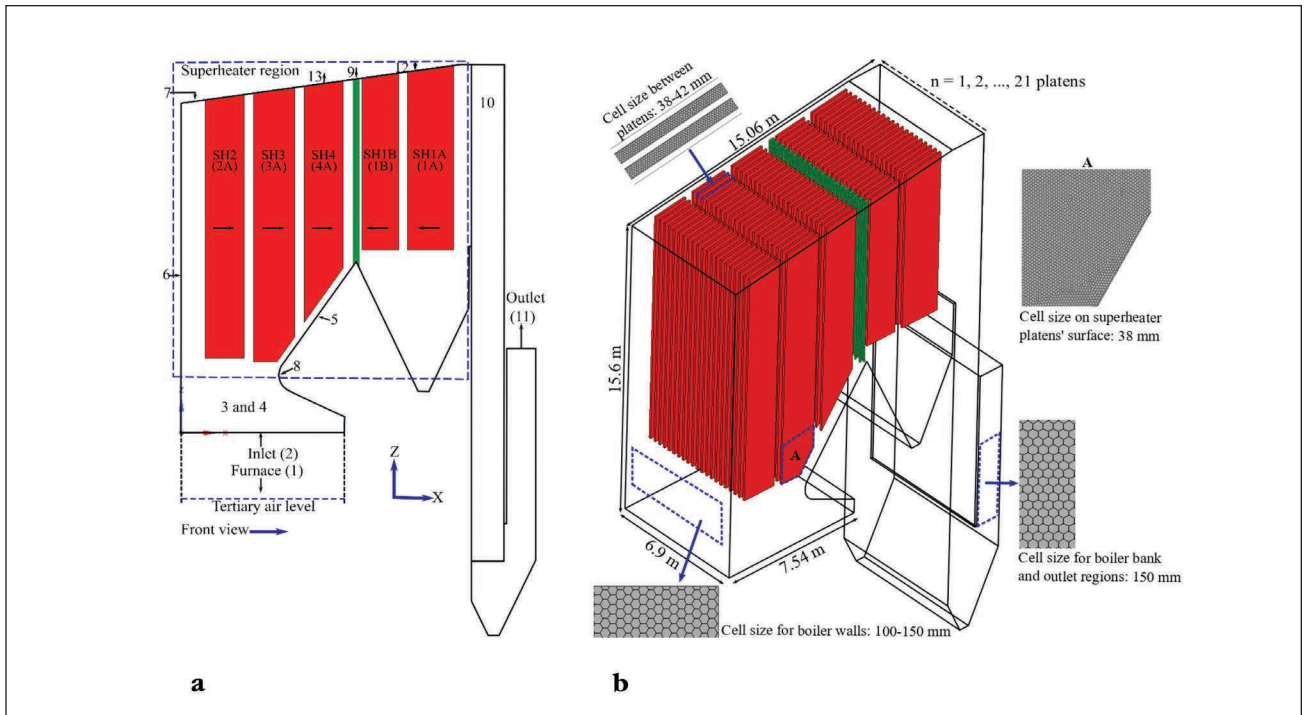 Superheater region
7
13
9
2
10
SH2
(2A)
SH3
(3A)
SH4
(4A)
SH1B
(1B)
SH1A
(1A)
6
5
8
Outlet
(11)
3 and 4
Inlet (2)
Furnace (1)
Z
X
Tertiary air level
Front view
a
Cell size between
platens: 38-42 mm
15.06 m
n = 1, 2, ..., 21 platens
A
Cell size on superheater
platens' surface: 38 mm
15.6 m
A
6.9 m
7.54 m
Cell size for boiler bank
and outlet regions: 150 mm
Cell size for boiler walls: 100-150 mm
b